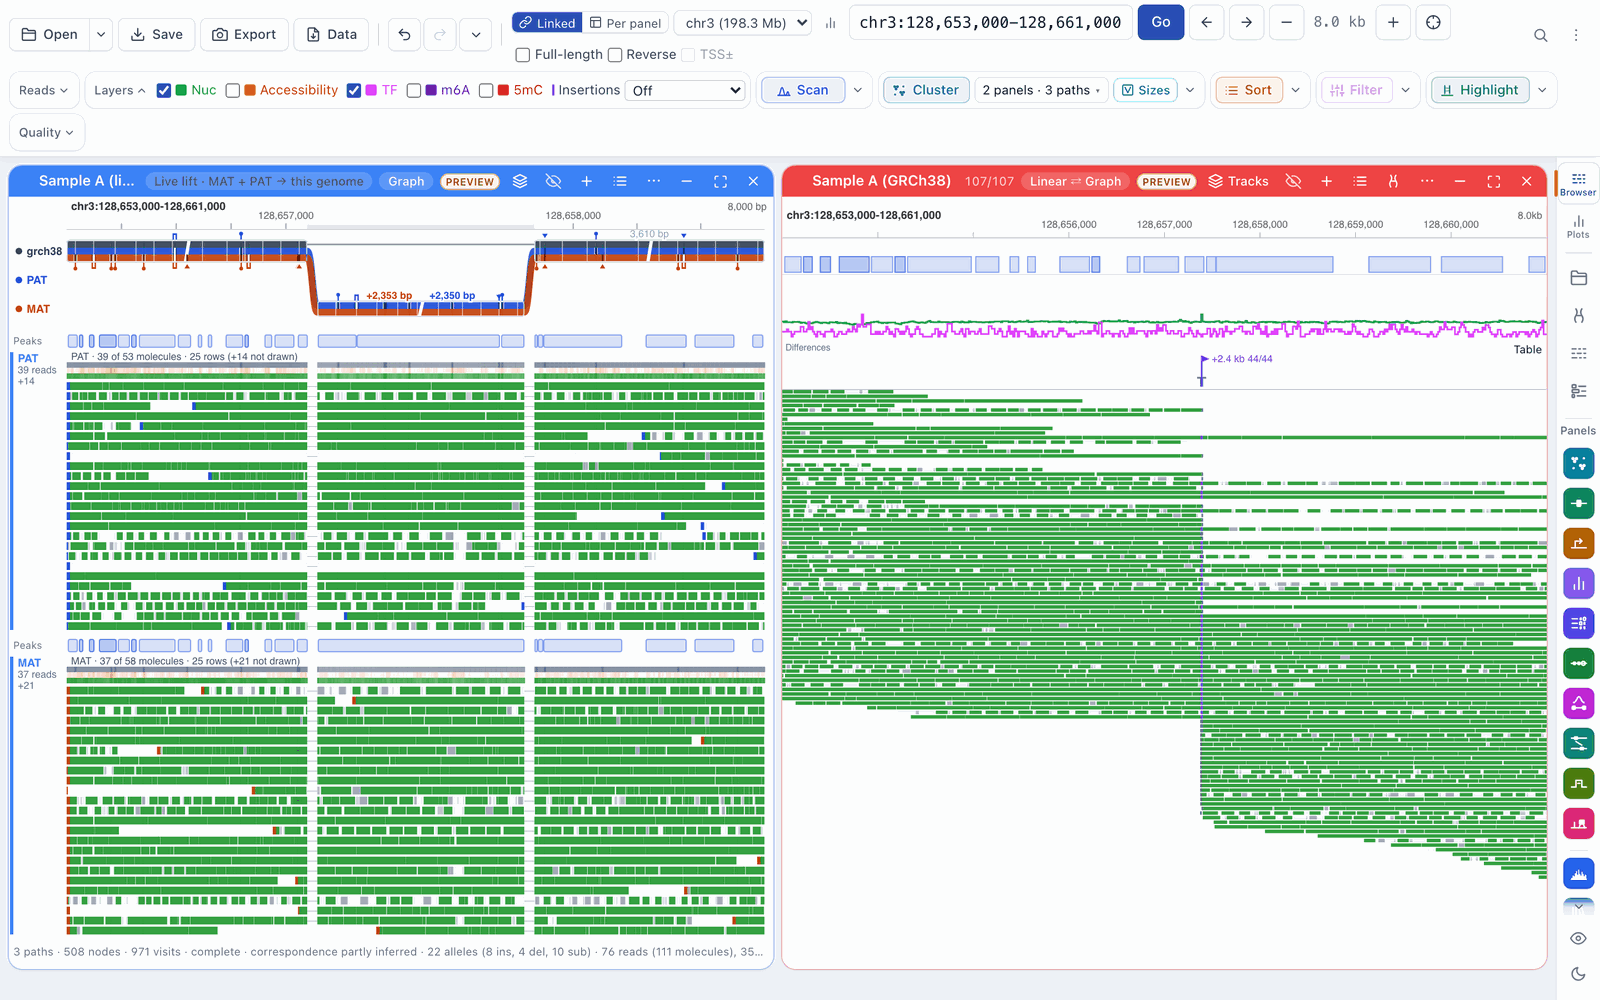 Open
Save
Export
Data
Linked
Per panel
chr3 (198.3 Mb)
chr3:128,653,000–128,661,000
Go
8.0 kb
Full-length
Reverse
TSS±
Reads
Layers
Nuc
Accessibility
TF
m6A
5mC
Insertions
Off
Scan
Cluster
2 panels · 3 paths
Sizes
Sort
Filter
Highlight
Quality
Sample A (li...
Live lift · MAT + PAT → this genome
Graph
PREVIEW
chr3:128,653,000-128,661,000
8,000 bp
128,657,000
128,658,000
3,610 bp
grch38
PAT
MAT
+2,353 bp
+2,350 bp
Peaks
PAT
39 reads
+14
PAT · 39 of 53 molecules · 25 rows (+14 not drawn)
Peaks
MAT
37 reads
+21
MAT · 37 of 58 molecules · 25 rows (+21 not drawn)
3 paths · 508 nodes · 971 visits · complete · correspondence partly inferred · 22 alleles (8 ins, 4 del, 10 sub) · 76 reads (111 molecules), 35...
Sample A (GRCh38)
107/107
Linear ⇌ Graph
PREVIEW
Tracks
chr3:128,653,000-128,661,000
8.0kb
128,656,000
128,657,000
128,658,000
128,659,000
128,660,000
Differences
Table
+2.4 kb 44/44
Browser
Plots
Panels